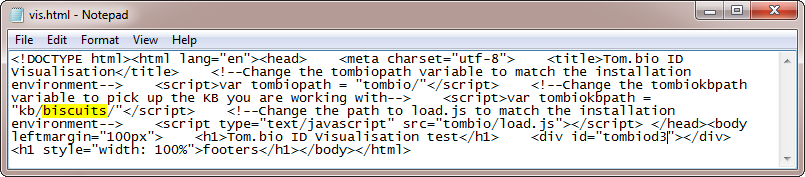 vis.html - Notepad
File Edit Format View Help
<!DOCTYPE html><html lang="en"><head>    <meta charset="utf-8">    <title>Tom.bio ID
Visualisation</title>    <!--Change the tombiopath variable to match the installation
environment-->    <script>var tombiopath = "tombio/"</script>    <!--Change the tombiokbpath
variable to pick up the KB you are working with-->    <script>var tombiokbpath =
"kb/biscuits/"</script>    <!--Change the path to load.js to match the installation
environment-->    <script type="text/javascript" src="tombio/load.js"></script> </head><body
leftmargin="100px">    <h1>Tom.bio ID Visualisation test</h1>    <div id="tombiod3"></div>
<h1 style="width: 100%">footers</h1></body></html>